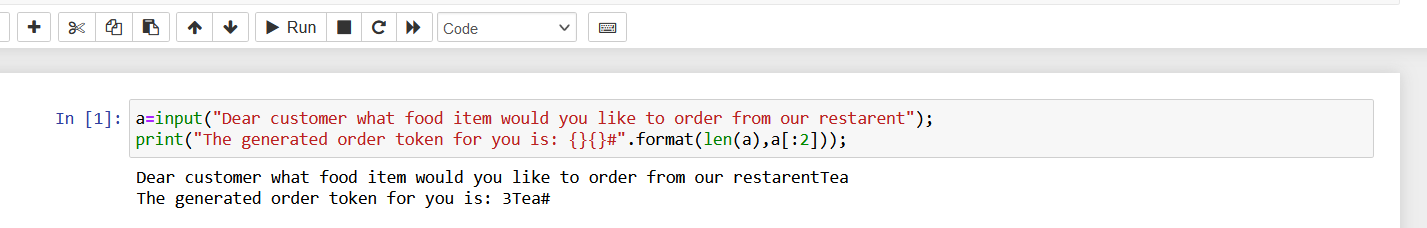 Run
Code
In [1]: a=input("Dear customer what food item would you like to order from our restarent");
print("The generated order token for you is: {}{}#".format(len(a),a[:2]));
Dear customer what food item would you like to order from our restarentTea
The generated order token for you is: 3Tea#